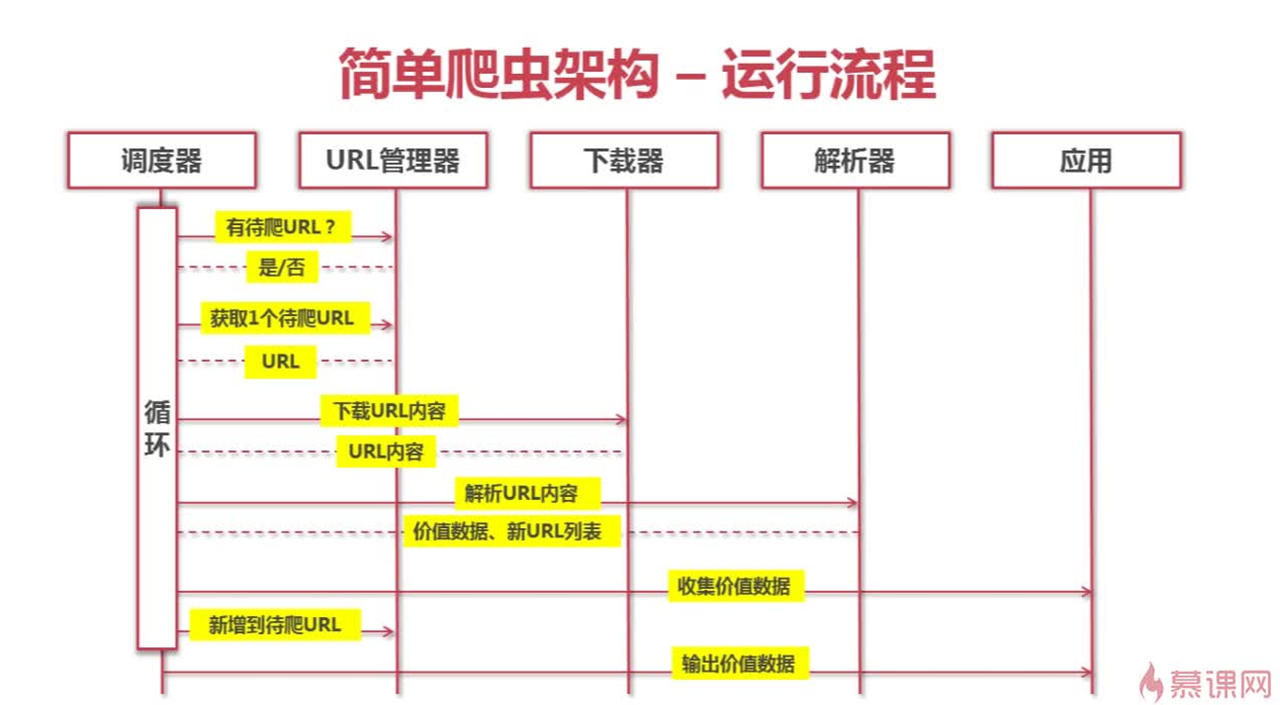 简单爬虫架构 – 运行流程
调度器
URL管理器
下载器
解析器
应用
有待爬URL？
是/否
获取1个待爬URL
URL
循
环
下载URL内容
URL内容
解析URL内容
价值数据、新URL列表
收集价值数据
新增到待爬URL
输出价值数据
慕课网